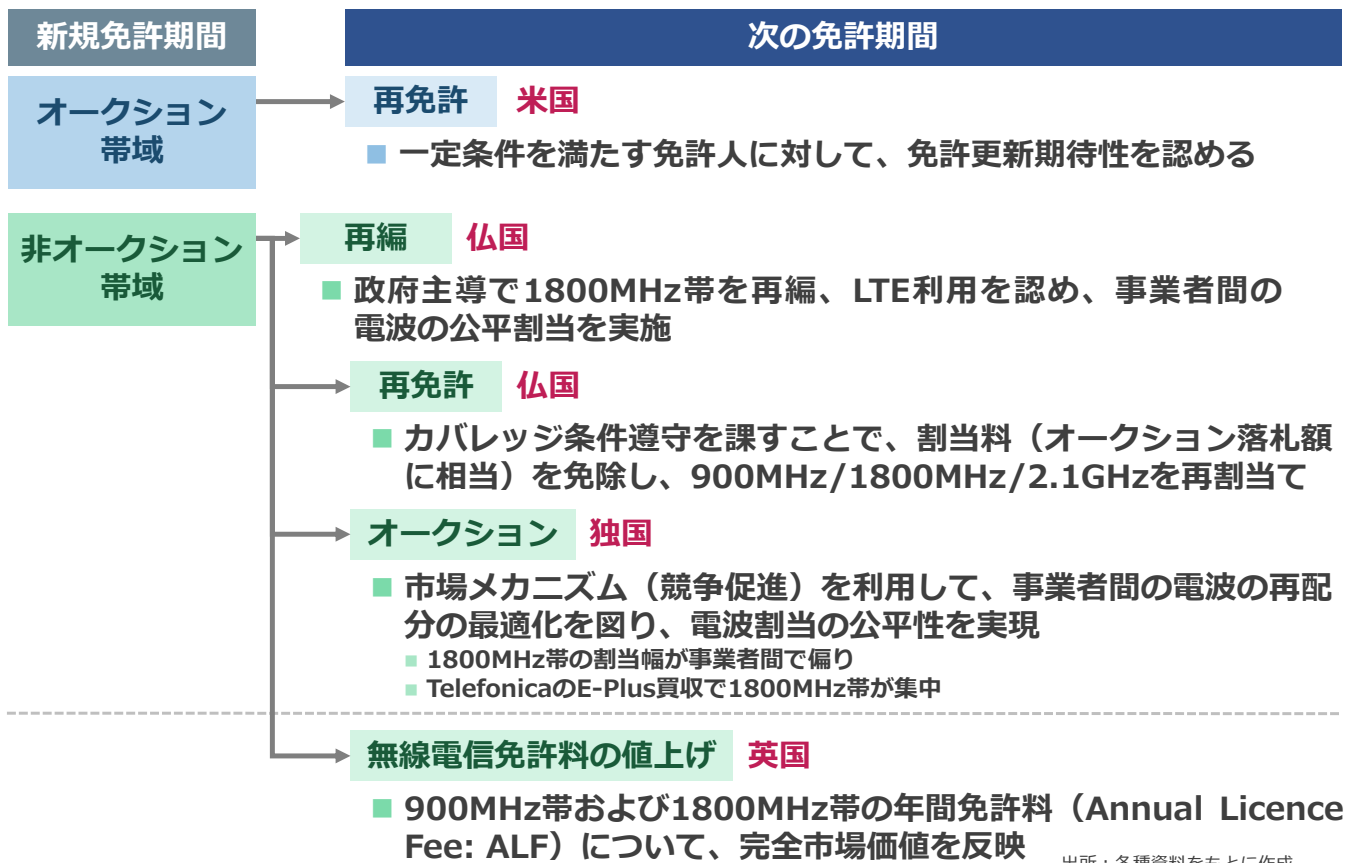 新規免許期間
次の免許期間
オークション
帯域
再免許 米国
■ 一定条件を満たす免許人に対して、免許更新期待性を認める
非オークション
帯域
再編 仏国
■ 政府主導で1800MHz帯を再編、LTE利用を認め、事業者間の
電波の公平割当を実施
再免許 仏国
■ カバレッジ条件遵守を課すことで、割当料（オークション落札額
に相当）を免除し、900MHz/1800MHz/2.1GHzを再割当て
オークション 独国
■ 市場メカニズム（競争促進）を利用して、事業者間の電波の再配
分の最適化を図り、電波割当の公平性を実現
■ 1800MHz帯の割当幅が事業者間で偏り
■ TelefonicaのE-Plus買収で1800MHz帯が集中
無線電信免許料の値上げ 英国
■ 900MHz帯および1800MHz帯の年間免許料（Annual Licence
Fee: ALF）について、完全市場価値を反映
出所：各種資料をもとに作成